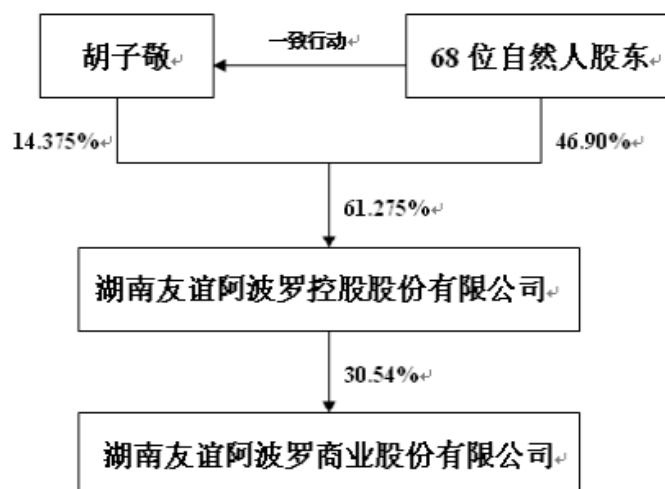 一致行动
胡子敬
68 位自然人股东
14.375%
46.90%
61.275%
湖南友谊阿波罗控股股份有限公司
30.54%
湖南友谊阿波罗商业股份有限公司